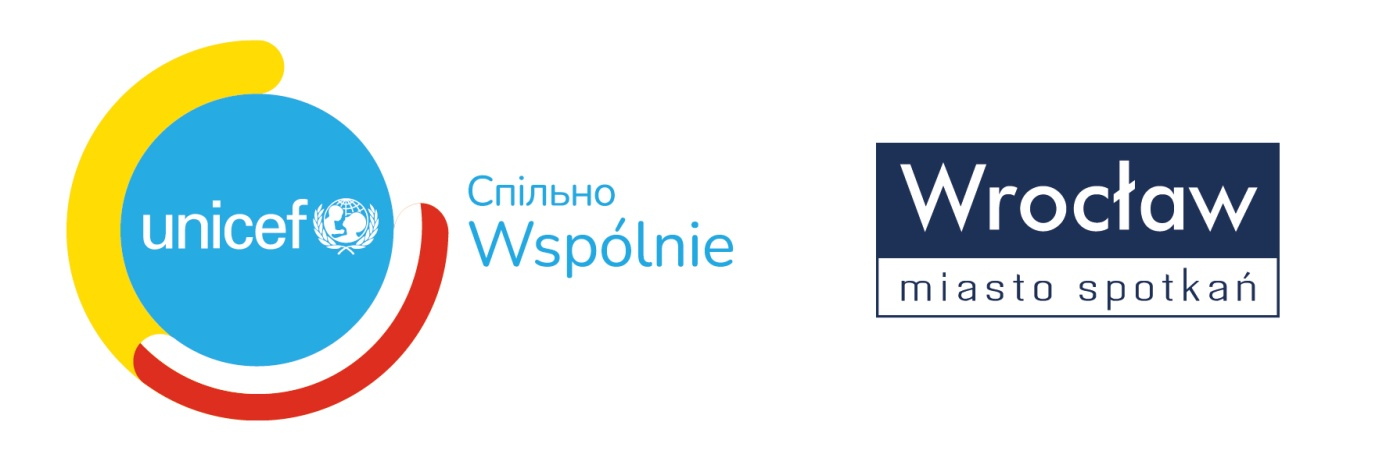 unicef
Спільно
Wspólnie
Wrocław
miasto spotkań